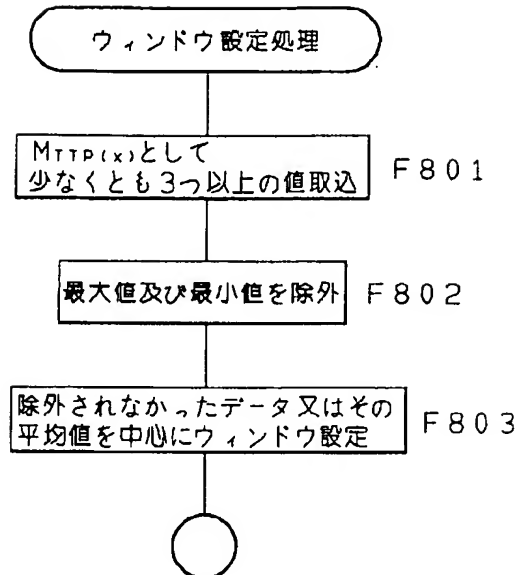 ウィンドウ設定処理
MTTP(x)として
少なくとも3つ以上の値取込
F801
最大値及び最小値を除外
F802
除外されなかったデータ又はその
平均値を中心にウィンドウ設定
F803